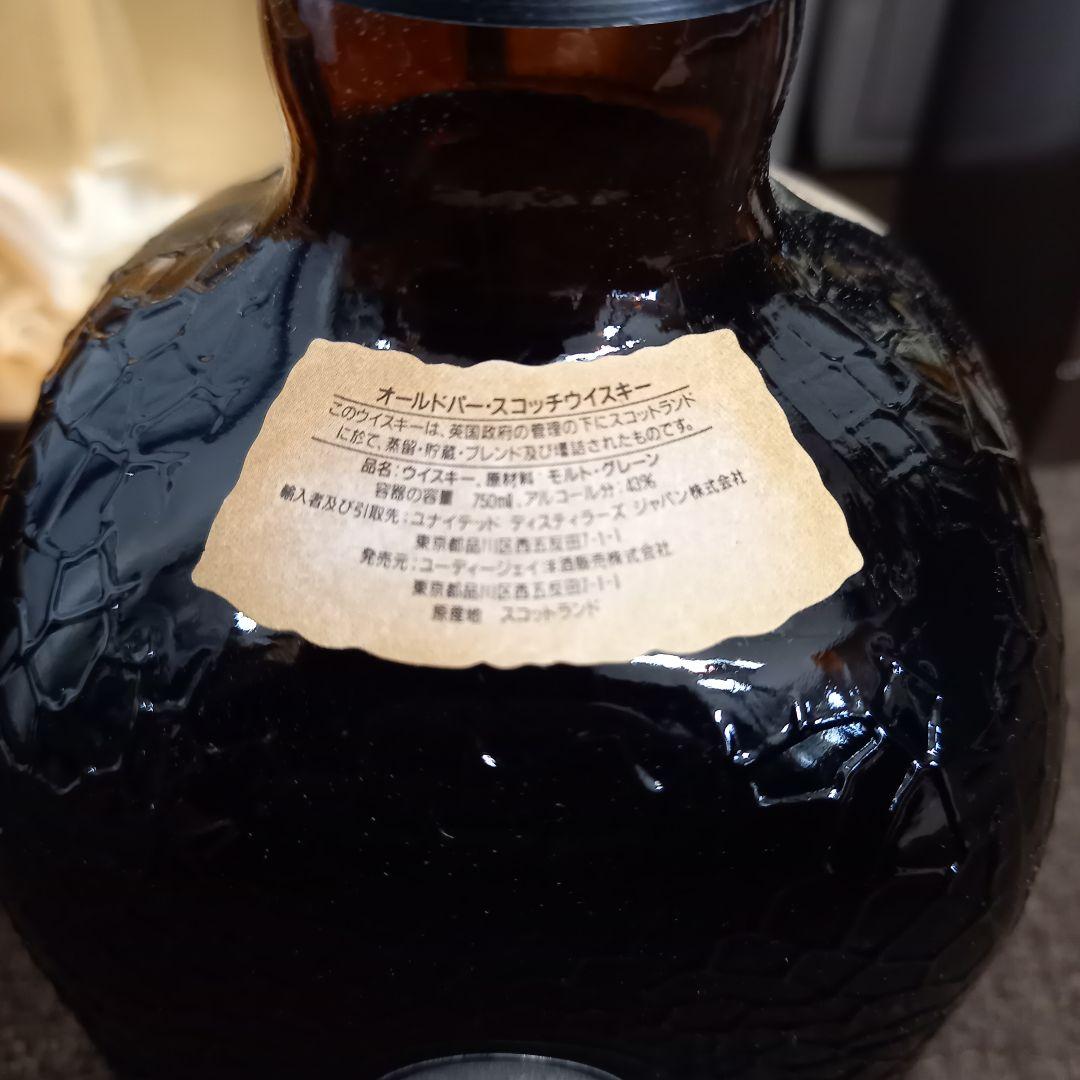 オールドパー・スコッチウイスキー
このウイスキーは、英国政府の管理の下にスコットランド
に於て、蒸留・貯蔵・ブレンド及び壜詰されたものです。
品名：ウイスキー、原材料　モルト・グレーン
容器の容量　750ml、アルコール分：43%
輸入者及び引取先：ユナイテッド ディスティラーズ ジャパン株式会社
東京都品川区西五反田7-1-1
発売元：ユーディージェイ洋酒販売株式会社
東京都品川区西五反田7-1-1
原産地　スコットランド